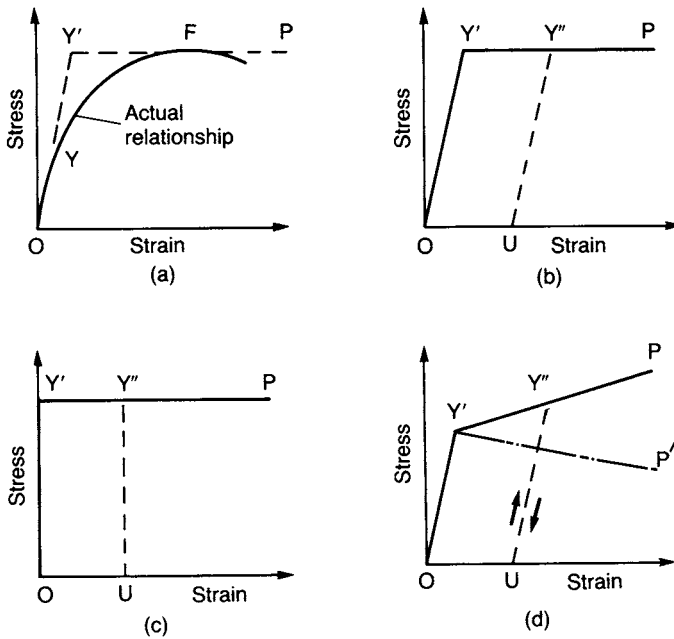 Y′ F P
Stress
Actual
relationship
Y
O Strain
(a)
Y′ Y″ P
Stress
O U Strain
(b)
Y′ Y″ P
Stress
O U Strain
(c)
P
Y″
Y′
P′
Stress
O U Strain
(d)